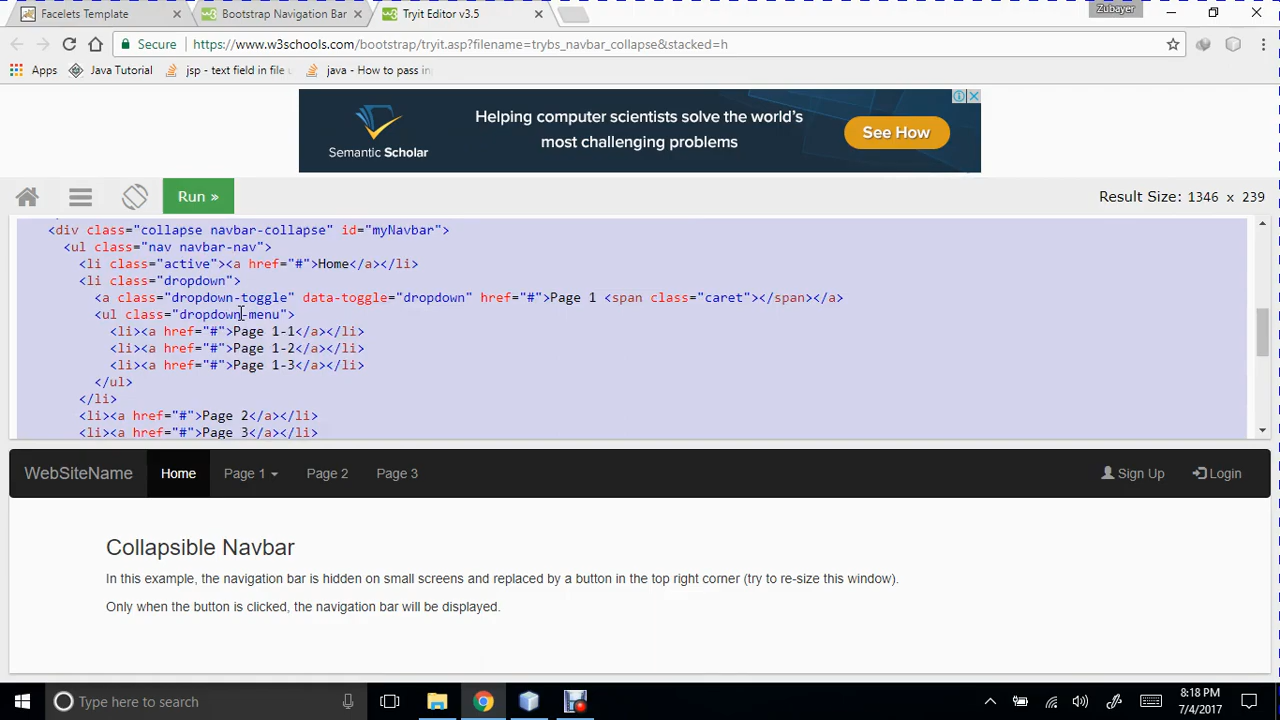 Facelets Template
Bootstrap Navigation Bar
Tryit Editor v3.5
Zubayer
Secure
https://www.w3schools.com/bootstrap/tryit.asp?filename=trybs_navbar_collapse&stacked=h
Apps
Java Tutorial
jsp - text field in file u
java - How to pass in
Semantic Scholar
Helping computer scientists solve the world's
most challenging problems
See How
Run »
Result Size: 1346 x 239
<div class="collapse navbar-collapse" id="myNavbar">
<ul class="nav navbar-nav">
<li class="active"><a href="#">Home</a></li>
<li class="dropdown">
<a class="dropdown-toggle" data-toggle="dropdown" href="#">Page 1 <span class="caret"></span></a>
<ul class="dropdown-menu">
<li><a href="#">Page 1-1</a></li>
<li><a href="#">Page 1-2</a></li>
<li><a href="#">Page 1-3</a></li>
</ul>
</li>
<li><a href="#">Page 2</a></li>
<li><a href="#">Page 3</a></li>
WebSiteName
Home
Page 1
Page 2
Page 3
Sign Up
Login
Collapsible Navbar
In this example, the navigation bar is hidden on small screens and replaced by a button in the top right corner (try to re-size this window).
Only when the button is clicked, the navigation bar will be displayed.
Type here to search
8:18 PM
7/4/2017